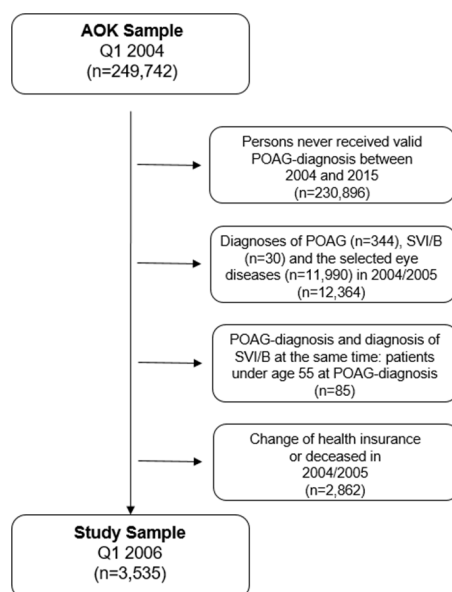 AOK Sample
Q1 2004
(n=249,742)
Persons never received valid
POAG-diagnosis between
2004 and 2015
(n=230,896)
Diagnoses of POAG (n=344), SVI/B
(n=30) and the selected eye
diseases (n=11,990) in 2004/2005
(n=12,364)
POAG-diagnosis and diagnosis of
SVI/B at the same time: patients
under age 55 at POAG-diagnosis
(n=85)
Change of health insurance
or deceased in
2004/2005
(n=2,862)
Study Sample
Q1 2006
(n=3,535)